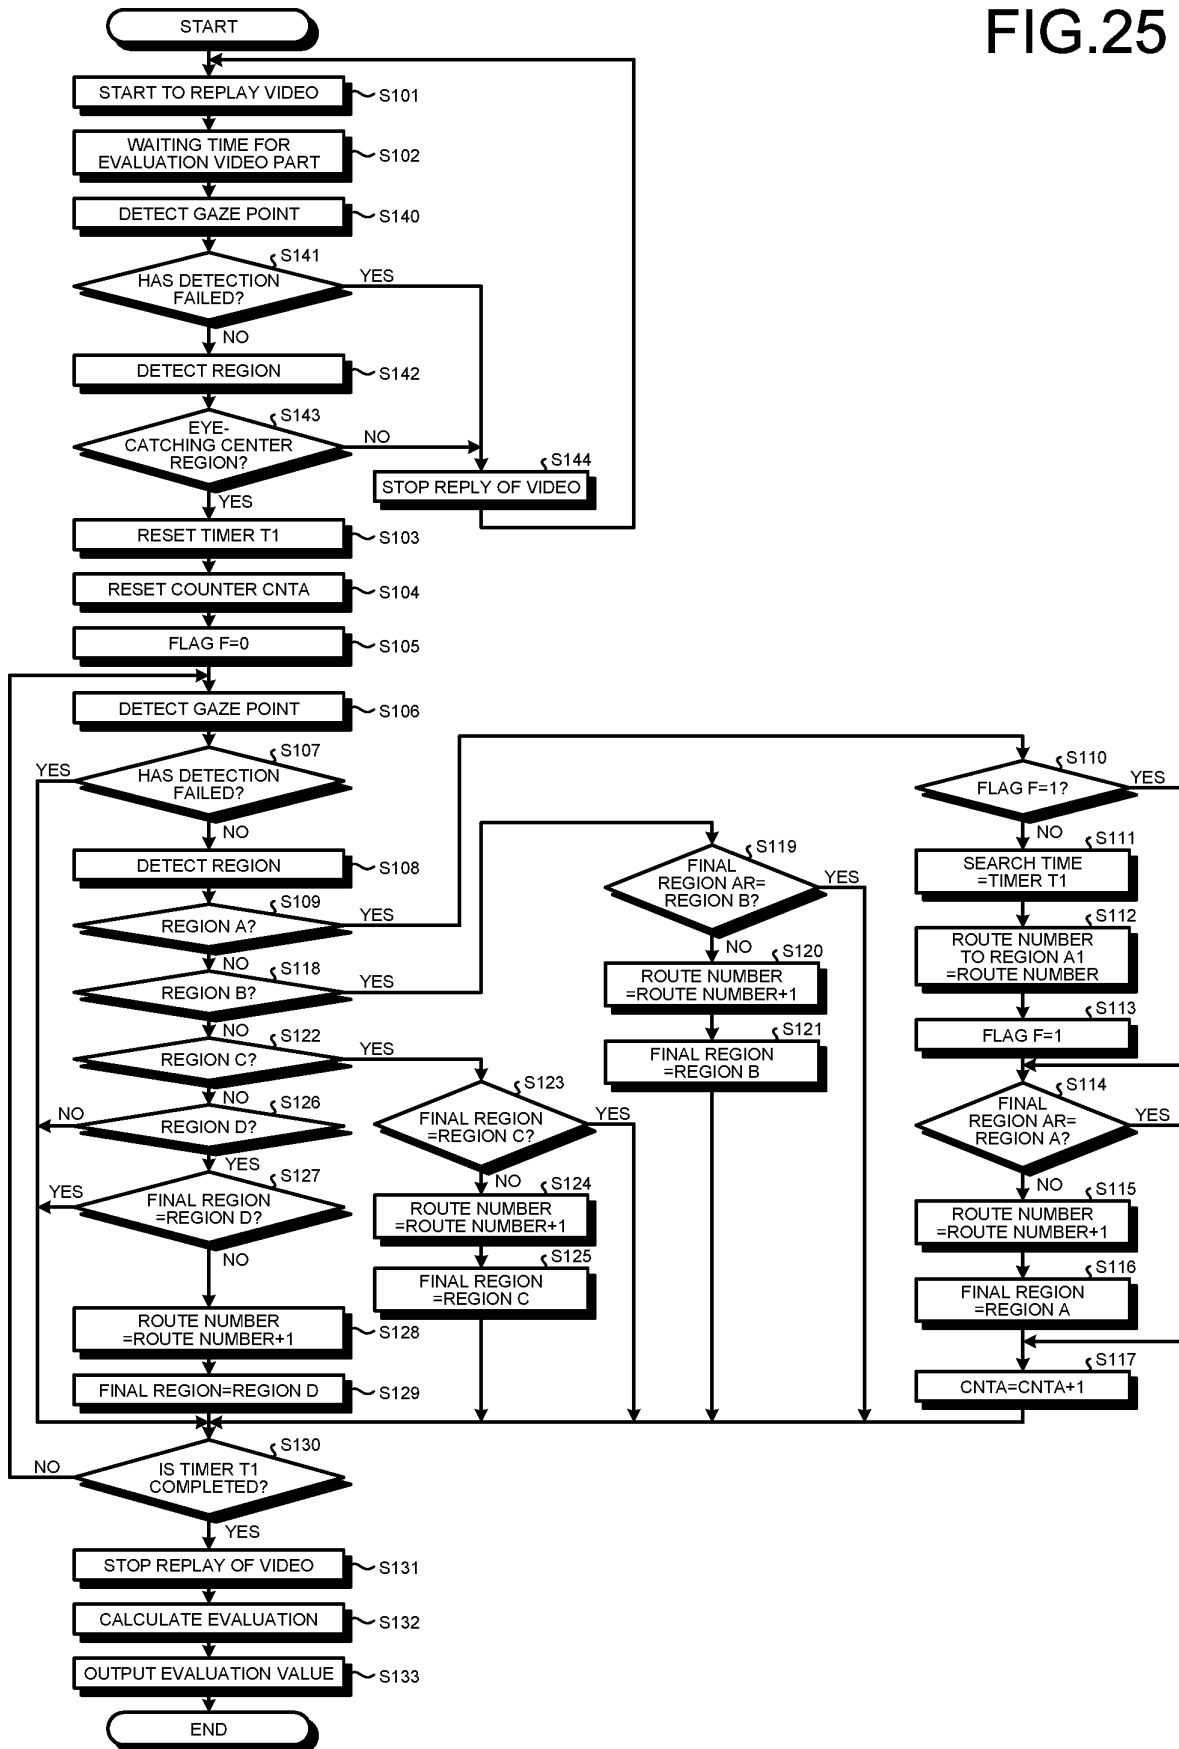 FIG.25
START
START TO REPLAY VIDEO
S101
WAITING TIME FOR
EVALUATION VIDEO PART
S102
DETECT GAZE POINT
S140
S141
HAS DETECTION
FAILED?
YES
NO
DETECT REGION
S142
S143
EYE-
CATCHING CENTER
REGION?
NO
YES
S144
STOP REPLY OF VIDEO
RESET TIMER T1
S103
RESET COUNTER CNTA
S104
FLAG F=0
S105
DETECT GAZE POINT
S106
S107
HAS DETECTION
FAILED?
YES
NO
DETECT REGION
S108
S109
REGION A?
YES
NO
S118
REGION B?
YES
NO
S122
REGION C?
YES
NO
S126
REGION D?
NO
YES
S127
FINAL REGION
=REGION D?
YES
NO
ROUTE NUMBER
=ROUTE NUMBER+1
S128
FINAL REGION=REGION D
S129
S123
FINAL REGION
=REGION C?
YES
NO
S124
ROUTE NUMBER
=ROUTE NUMBER+1
S125
FINAL REGION
=REGION C
S119
FINAL
REGION AR=
REGION B?
YES
NO
S120
ROUTE NUMBER
=ROUTE NUMBER+1
S121
FINAL REGION
=REGION B
S110
FLAG F=1?
YES
NO
S111
SEARCH TIME
=TIMER T1
S112
ROUTE NUMBER
TO REGION A1
=ROUTE NUMBER
S113
FLAG F=1
S114
FINAL
REGION AR=
REGION A?
YES
NO
S115
ROUTE NUMBER
=ROUTE NUMBER+1
S116
FINAL REGION
=REGION A
S117
CNTA=CNTA+1
S130
IS TIMER T1
COMPLETED?
NO
YES
STOP REPLAY OF VIDEO
S131
CALCULATE EVALUATION
S132
OUTPUT EVALUATION VALUE
S133
END